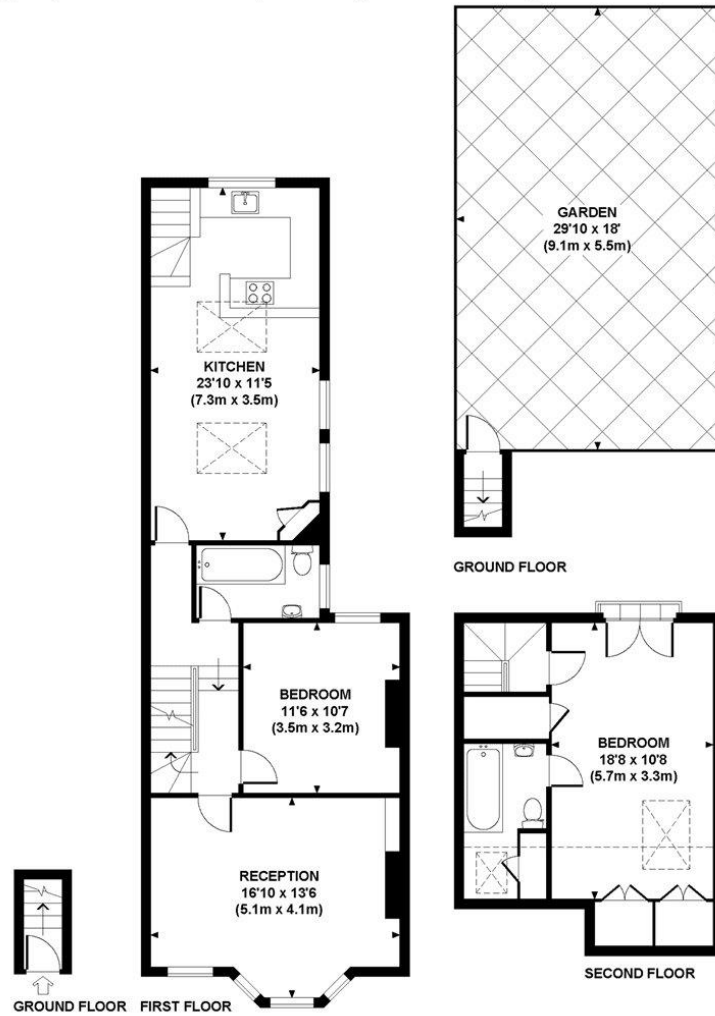 GARDEN
29'10 x 18'
(9.1m x 5.5m)
KITCHEN
23'10 x 11'5
(7.3m x 3.5m)
GROUND FLOOR
BEDROOM
11'6 x 10'7
(3.5m x 3.2m)
BEDROOM
18'8 x 10'8
(5.7m x 3.3m)
RECEPTION
16'10 x 13'6
(5.1m x 4.1m)
SECOND FLOOR
GROUND FLOOR
FIRST FLOOR